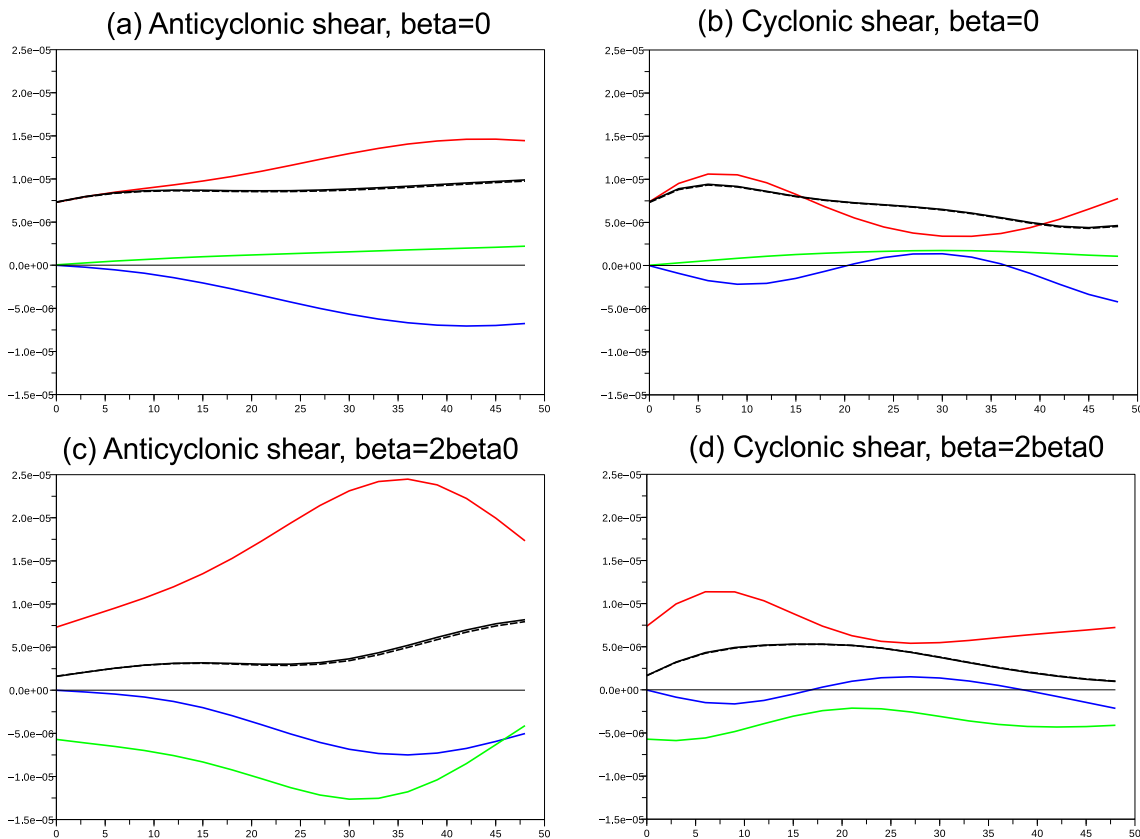 (a) Anticyclonic shear, beta=0
2.5e−05
2.0e−05
1.5e−05
1.0e−05
5.0e−06
0.0e+00
−5.0e−06
−1.0e−05
−1.5e−05
0 5 10 15 20 25 30 35 40 45 50
(b) Cyclonic shear, beta=0
2.5e−05
2.0e−05
1.5e−05
1.0e−05
5.0e−06
0.0e+00
−5.0e−06
−1.0e−05
−1.5e−05
0 5 10 15 20 25 30 35 40 45 50
(c) Anticyclonic shear, beta=2beta0
2.5e−05
2.0e−05
1.5e−05
1.0e−05
5.0e−06
0.0e+00
−5.0e−06
−1.0e−05
−1.5e−05
0 5 10 15 20 25 30 35 40 45 50
(d) Cyclonic shear, beta=2beta0
2.5e−05
2.0e−05
1.5e−05
1.0e−05
5.0e−06
0.0e+00
−5.0e−06
−1.0e−05
−1.5e−05
0 5 10 15 20 25 30 35 40 45 50